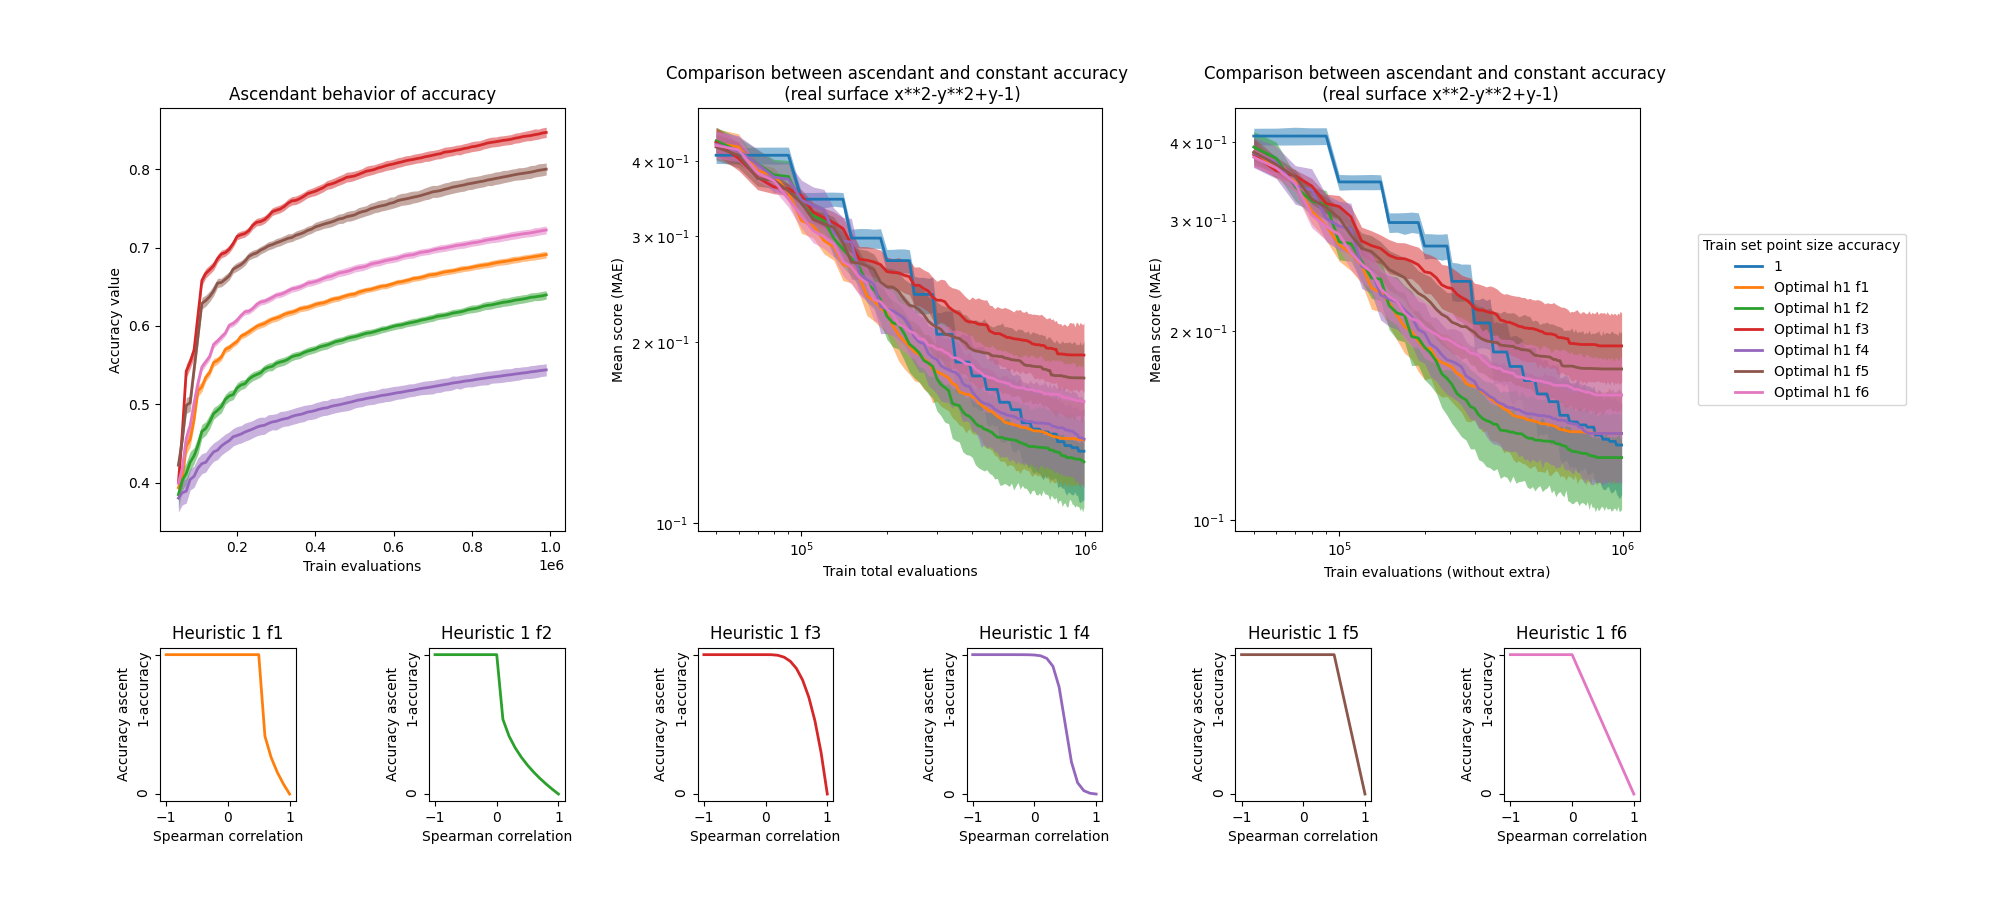 Ascendant behavior of accuracy
Accuracy value
0.8
0.7
0.6
0.5
0.4
0.2
0.4
0.6
0.8
1.0
1e6
Train evaluations
Comparison between ascendant and constant accuracy
(real surface x**2-y**2+y-1)
Mean score (MAE)
4 × 10⁻¹
3 × 10⁻¹
2 × 10⁻¹
10⁻¹
10⁵
10⁶
Train total evaluations
Comparison between ascendant and constant accuracy
(real surface x**2-y**2+y-1)
Mean score (MAE)
4 × 10⁻¹
3 × 10⁻¹
2 × 10⁻¹
10⁻¹
10⁵
10⁶
Train evaluations (without extra)
Train set point size accuracy
1
Optimal h1 f1
Optimal h1 f2
Optimal h1 f3
Optimal h1 f4
Optimal h1 f5
Optimal h1 f6
Heuristic 1 f1
Accuracy ascent
1-accuracy
0
−1
0
1
Spearman correlation
Heuristic 1 f2
Accuracy ascent
1-accuracy
0
−1
0
1
Spearman correlation
Heuristic 1 f3
Accuracy ascent
1-accuracy
0
−1
0
1
Spearman correlation
Heuristic 1 f4
Accuracy ascent
1-accuracy
0
−1
0
1
Spearman correlation
Heuristic 1 f5
Accuracy ascent
1-accuracy
0
−1
0
1
Spearman correlation
Heuristic 1 f6
Accuracy ascent
1-accuracy
0
−1
0
1
Spearman correlation